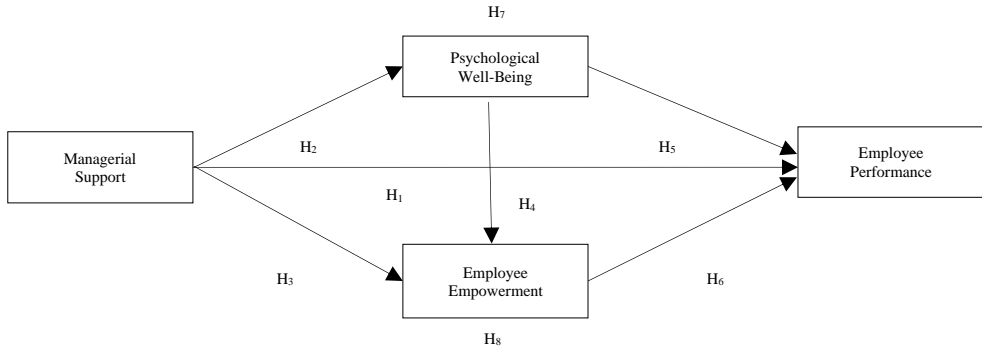 H₇
Psychological
Well-Being
Managerial
Support
H₂
H₅
Employee
Performance
H₁
H₄
H₃
Employee
Empowerment
H₆
H₈